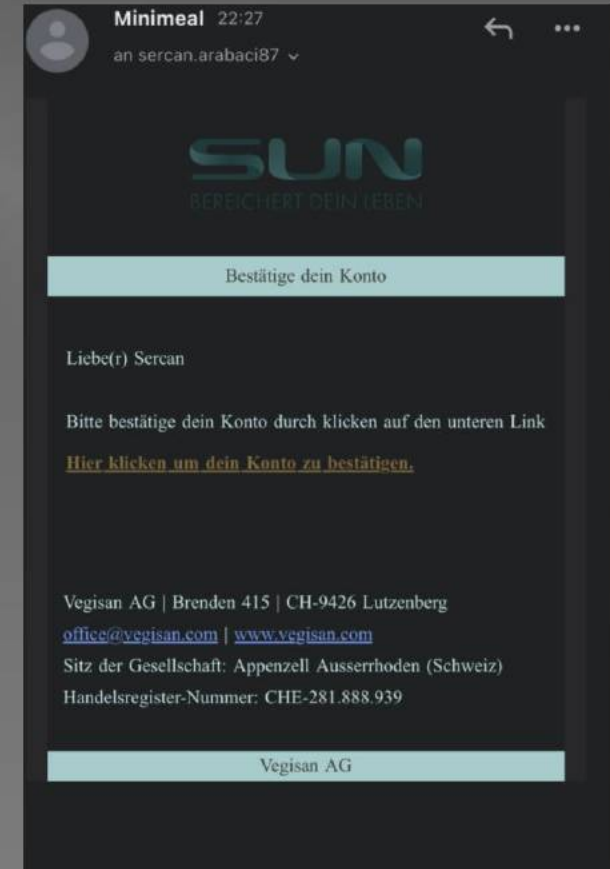 Minimeal 22:27
an sercan.arabaci87
SUN
BEREICHERT DEIN LEBEN
Bestätige dein Konto
Liebe(r) Sercan
Bitte bestätige dein Konto durch klicken auf den unteren Link
Hier klicken um dein Konto zu bestätigen.
Vegisan AG | Brenden 415 | CH-9426 Lutzenberg
office@vegisan.com | www.vegisan.com
Sitz der Gesellschaft: Appenzell Ausserrhoden (Schweiz)
Handelsregister-Nummer: CHE-281.888.939
Vegisan AG